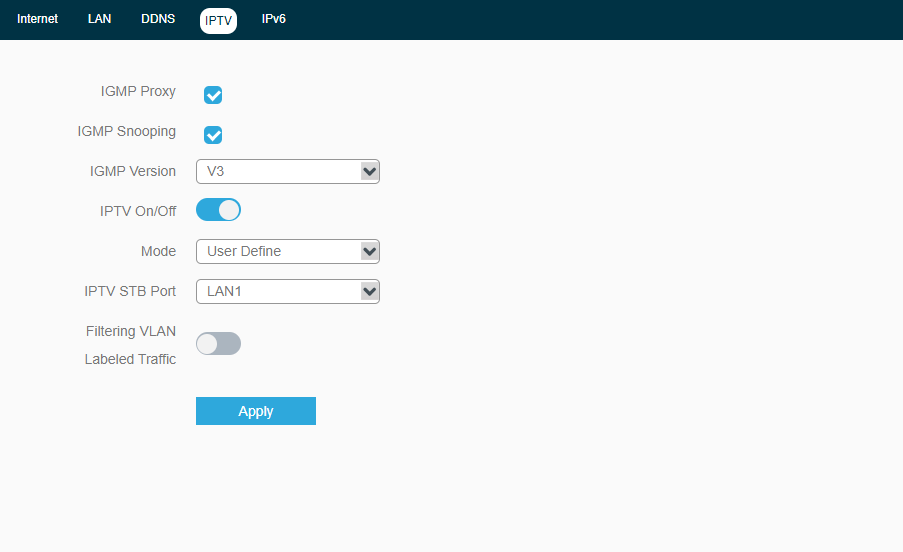 Internet LAN DDNS IPTV IPv6
IGMP Proxy
IGMP Snooping
IGMP Version V3
IPTV On/Off
Mode User Define
IPTV STB Port LAN1
Filtering VLAN
Labeled Traffic
Apply